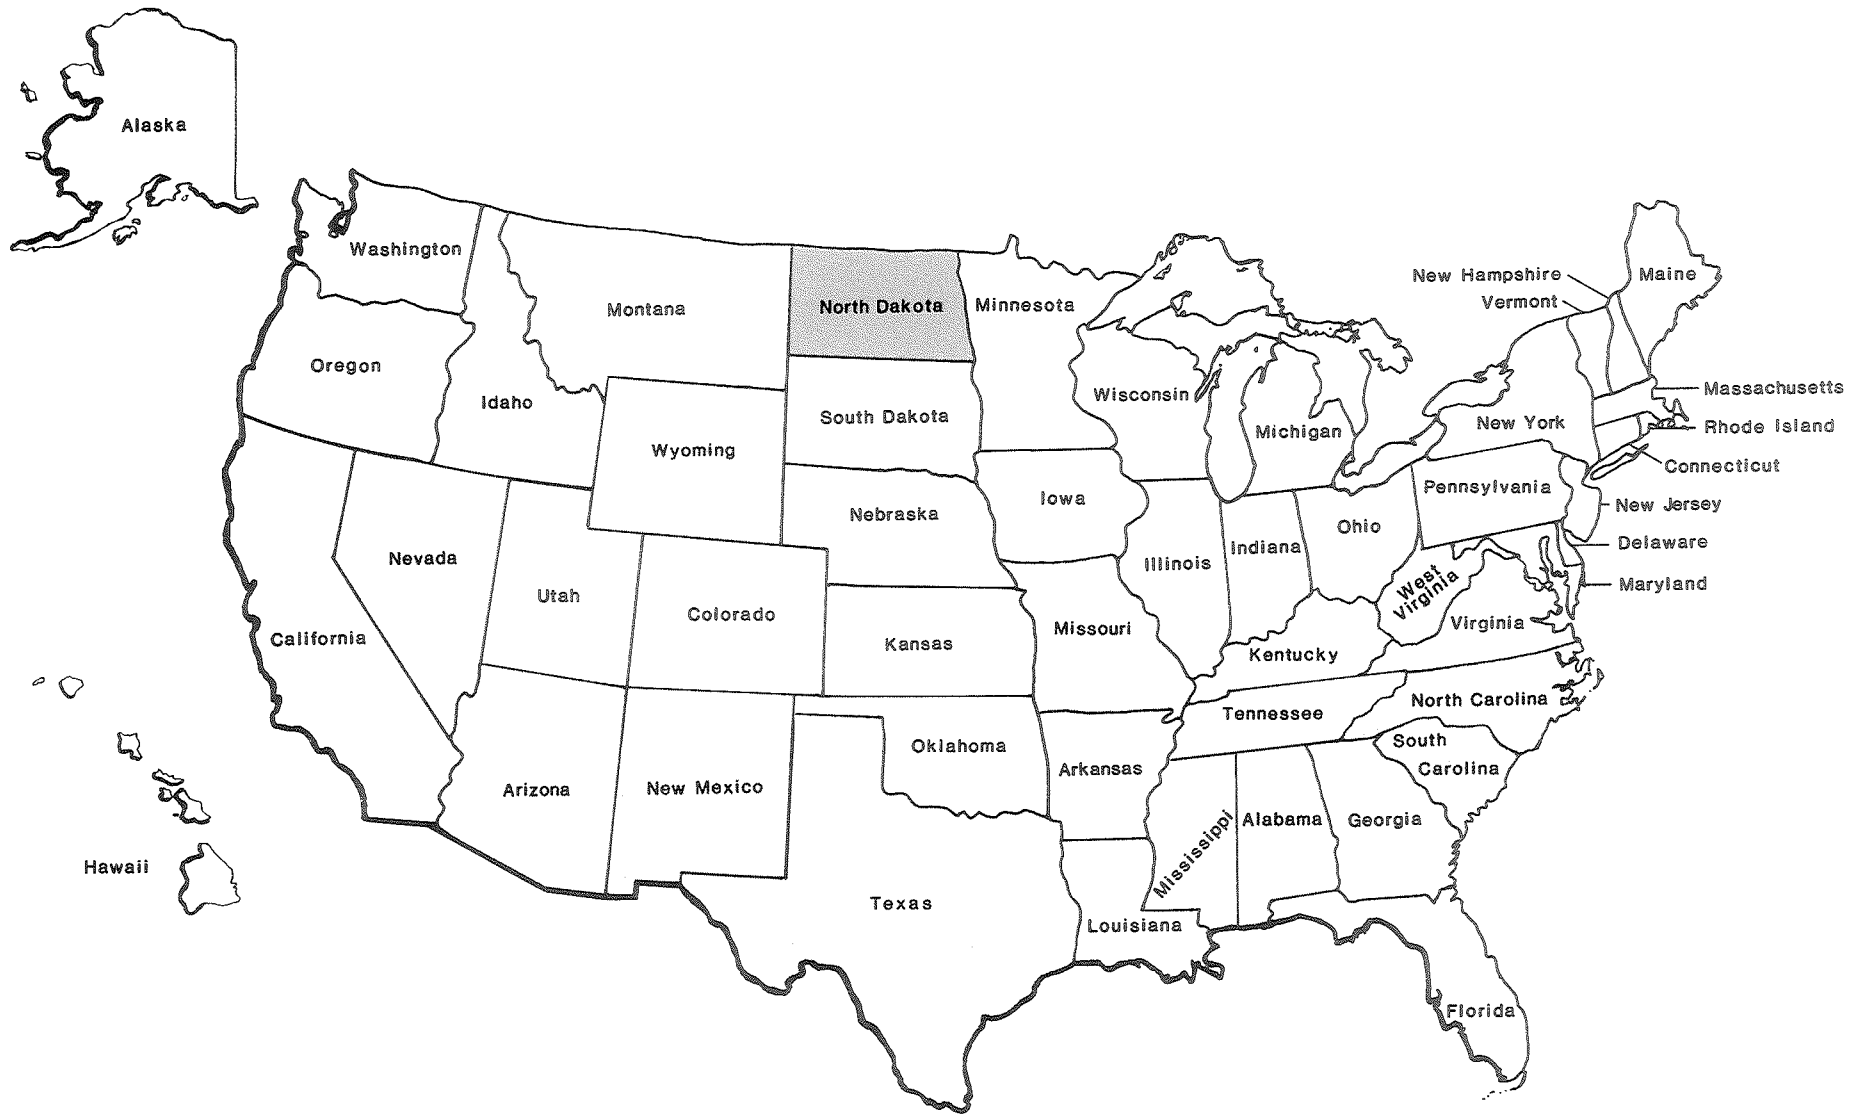 Alaska
Washington
Montana
North Dakota
Minnesota
New Hampshire
Vermont
Maine
Oregon
Idaho
Wyoming
South Dakota
Wisconsin
Michigan
New York
Massachusetts
Rhode Island
Connecticut
Nebraska
Iowa
Pennsylvania
New Jersey
Nevada
Utah
Colorado
Kansas
Missouri
Illinois
Indiana
Ohio
West
Virginia
Virginia
Delaware
Maryland
California
Kentucky
Tennessee
North Carolina
South
Carolina
Arizona
New Mexico
Oklahoma
Arkansas
Mississippi
Alabama
Georgia
Hawaii
Texas
Louisiana
Florida